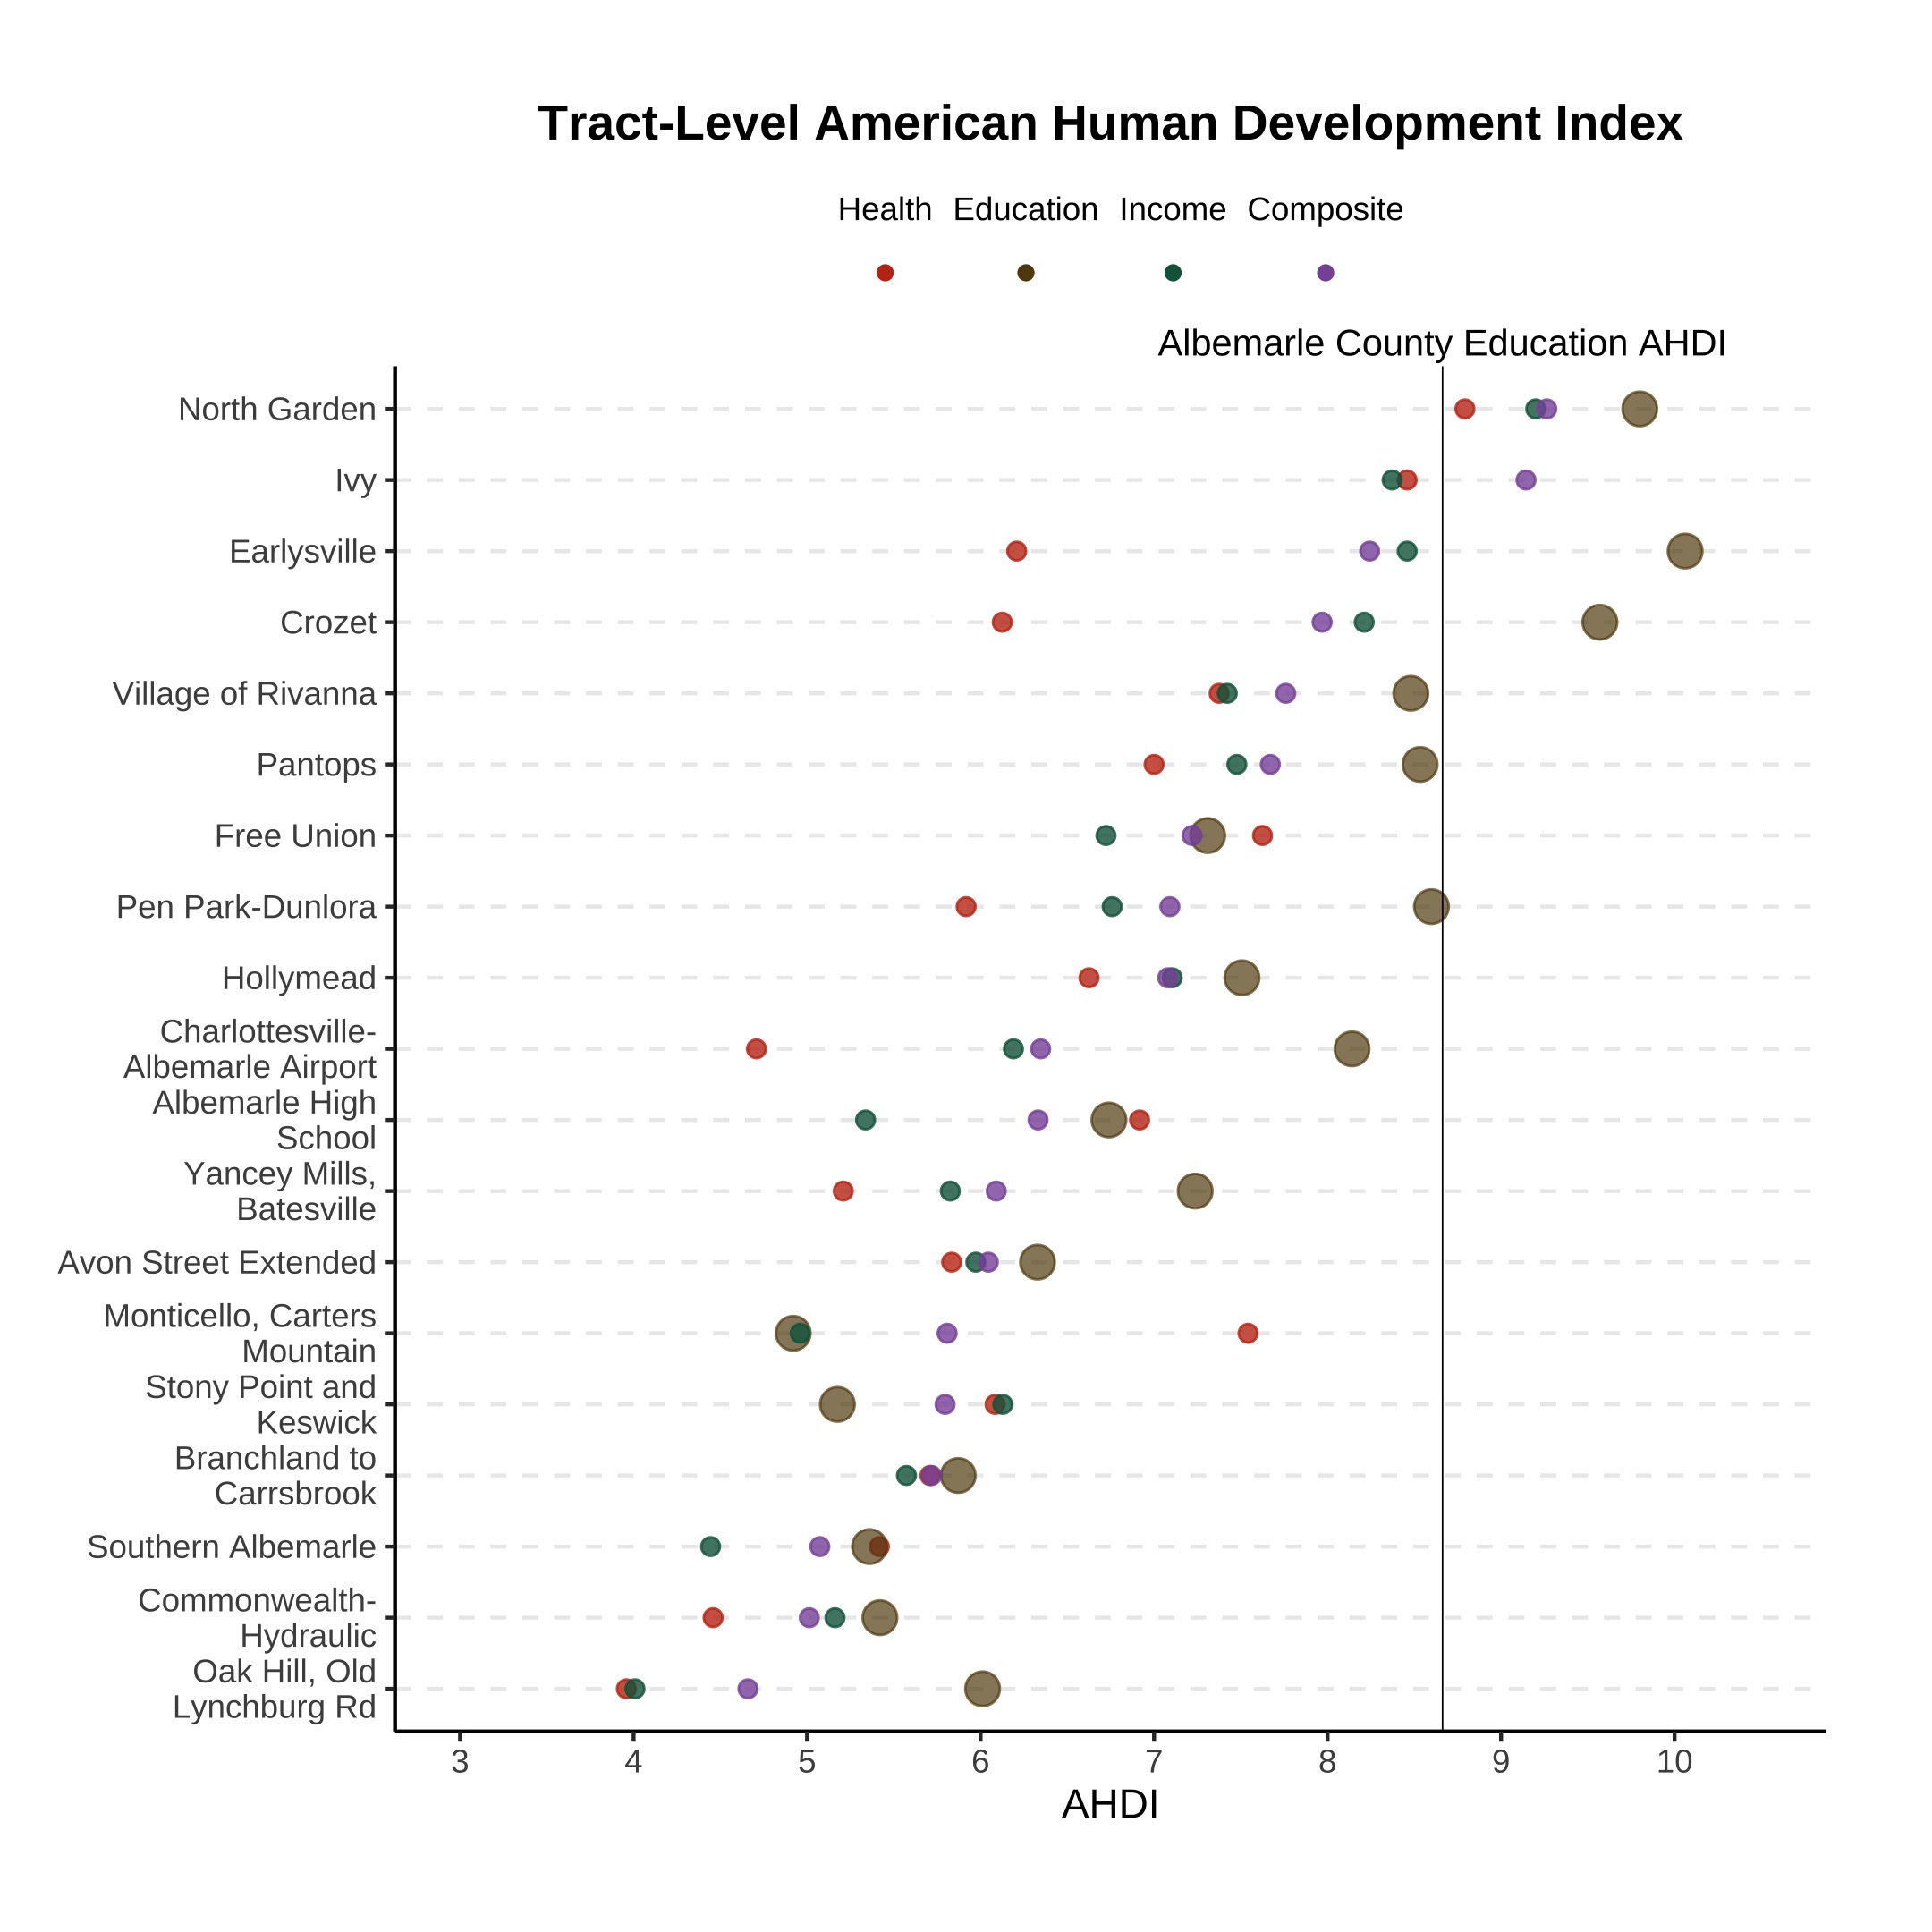 Tract-Level American Human Development Index
Health Education Income Composite
Albemarle County Education AHDI
North Garden
Ivy
Earlysville
Crozet
Village of Rivanna
Pantops
Free Union
Pen Park-Dunlora
Hollymead
Charlottesville-
Albemarle Airport
Albemarle High
School
Yancey Mills,
Batesville
Avon Street Extended
Monticello, Carters
Mountain
Stony Point and
Keswick
Branchland to
Carrsbrook
Southern Albemarle
Commonwealth-
Hydraulic
Oak Hill, Old
Lynchburg Rd
3 4 5 6 7 8 9 10
AHDI